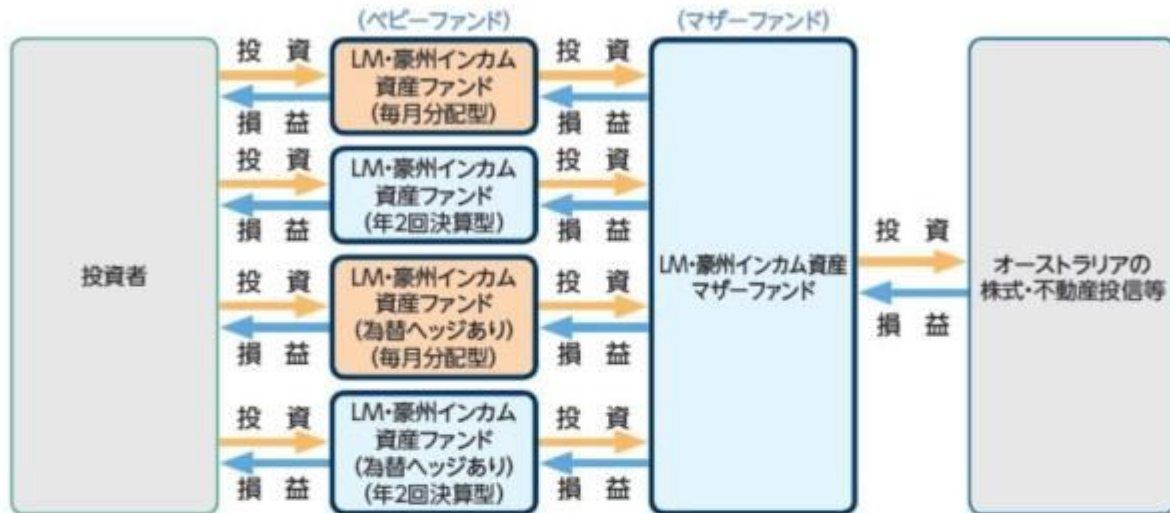 (ベビーファンド)
(マザーファンド)
投資者
投 資
損 益
LM・豪州インカム
資産ファンド
(毎月分配型)
投 資
損 益
投 資
損 益
LM・豪州インカム
資産ファンド
(年2回決算型)
投 資
損 益
投 資
損 益
LM・豪州インカム
資産ファンド
(為替ヘッジあり)
(毎月分配型)
投 資
損 益
投 資
損 益
LM・豪州インカム
資産ファンド
(為替ヘッジあり)
(年2回決算型)
投 資
損 益
LM・豪州インカム資産
マザーファンド
投 資
損 益
オーストラリアの
株式・不動産投信等